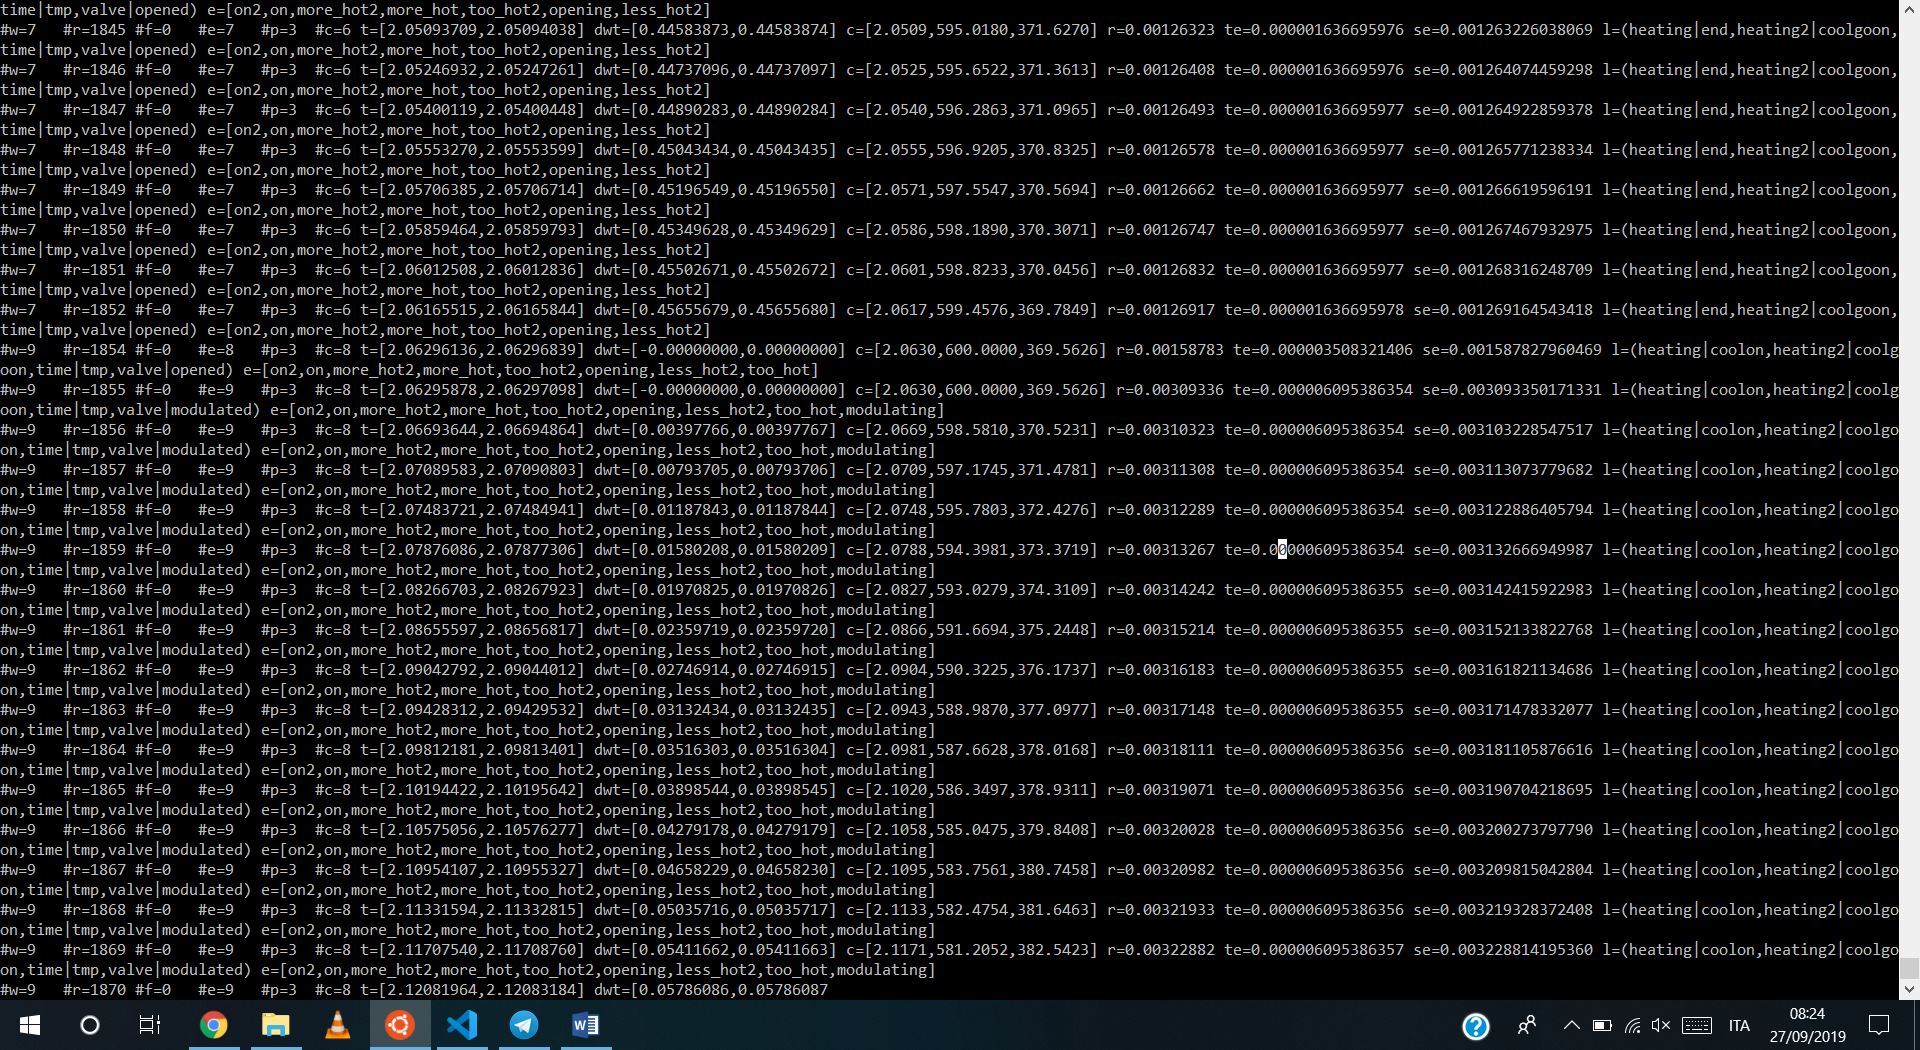 time|tmp,valve|opened) e=[on2,on,more_hot2,more_hot,too_hot2,opening,less_hot2]
#w=7   #r=1845 #f=0   #e=7   #p=3  #c=6 t=[2.05093709,2.05094038] dwt=[0.44583873,0.44583874] c=[2.0509,595.0180,371.6270] r=0.00126323 te=0.000001636695976 se=0.001263226038069 l=(heating|end,heating2|coolgoon,
time|tmp,valve|opened) e=[on2,on,more_hot2,more_hot,too_hot2,opening,less_hot2]
#w=7   #r=1846 #f=0   #e=7   #p=3  #c=6 t=[2.05246932,2.05247261] dwt=[0.44737096,0.44737097] c=[2.0525,595.6522,371.3613] r=0.00126408 te=0.000001636695976 se=0.001264074459298 l=(heating|end,heating2|coolgoon,
time|tmp,valve|opened) e=[on2,on,more_hot2,more_hot,too_hot2,opening,less_hot2]
#w=7   #r=1847 #f=0   #e=7   #p=3  #c=6 t=[2.05400119,2.05400448] dwt=[0.44890283,0.44890284] c=[2.0540,596.2863,371.0965] r=0.00126493 te=0.000001636695977 se=0.001264922859378 l=(heating|end,heating2|coolgoon,
time|tmp,valve|opened) e=[on2,on,more_hot2,more_hot,too_hot2,opening,less_hot2]
#w=7   #r=1848 #f=0   #e=7   #p=3  #c=6 t=[2.05553270,2.05553599] dwt=[0.45043434,0.45043435] c=[2.0555,596.9205,370.8325] r=0.00126578 te=0.000001636695977 se=0.001265771238334 l=(heating|end,heating2|coolgoon,
time|tmp,valve|opened) e=[on2,on,more_hot2,more_hot,too_hot2,opening,less_hot2]
#w=7   #r=1849 #f=0   #e=7   #p=3  #c=6 t=[2.05706385,2.05706714] dwt=[0.45196549,0.45196550] c=[2.0571,597.5547,370.5694] r=0.00126662 te=0.000001636695977 se=0.001266619596191 l=(heating|end,heating2|coolgoon,
time|tmp,valve|opened) e=[on2,on,more_hot2,more_hot,too_hot2,opening,less_hot2]
#w=7   #r=1850 #f=0   #e=7   #p=3  #c=6 t=[2.05859464,2.05859793] dwt=[0.45349628,0.45349629] c=[2.0586,598.1890,370.3071] r=0.00126747 te=0.000001636695977 se=0.001267467932975 l=(heating|end,heating2|coolgoon,
time|tmp,valve|opened) e=[on2,on,more_hot2,more_hot,too_hot2,opening,less_hot2]
#w=7   #r=1851 #f=0   #e=7   #p=3  #c=6 t=[2.06012508,2.06012836] dwt=[0.45502671,0.45502672] c=[2.0601,598.8233,370.0456] r=0.00126832 te=0.000001636695977 se=0.001268316248709 l=(heating|end,heating2|coolgoon,
time|tmp,valve|opened) e=[on2,on,more_hot2,more_hot,too_hot2,opening,less_hot2]
#w=7   #r=1852 #f=0   #e=7   #p=3  #c=6 t=[2.06165515,2.06165844] dwt=[0.45655679,0.45655680] c=[2.0617,599.4576,369.7849] r=0.00126917 te=0.000001636695978 se=0.001269164543418 l=(heating|end,heating2|coolgoon,
time|tmp,valve|opened) e=[on2,on,more_hot2,more_hot,too_hot2,opening,less_hot2]
#w=9   #r=1854 #f=0   #e=8   #p=3  #c=8 t=[2.06296136,2.06296839] dwt=[-0.00000000,0.00000000] c=[2.0630,600.0000,369.5626] r=0.00158783 te=0.000003508321406 se=0.001587827960469 l=(heating|coolon,heating2|coolg
oon,time|tmp,valve|opened) e=[on2,on,more_hot2,more_hot,too_hot2,opening,less_hot2,too_hot]
#w=9   #r=1855 #f=0   #e=9   #p=3  #c=8 t=[2.06295878,2.06297098] dwt=[-0.00000000,0.00000000] c=[2.0630,600.0000,369.5626] r=0.00309336 te=0.000006095386354 se=0.003093350171331 l=(heating|coolon,heating2|coolg
oon,time|tmp,valve|modulated) e=[on2,on,more_hot2,more_hot,too_hot2,opening,less_hot2,too_hot,modulating]
#w=9   #r=1856 #f=0   #e=9   #p=3  #c=8 t=[2.06693644,2.06694864] dwt=[0.00397766,0.00397767] c=[2.0669,598.5810,370.5231] r=0.00310323 te=0.000006095386354 se=0.003103228547517 l=(heating|coolon,heating2|coolgo
on,time|tmp,valve|modulated) e=[on2,on,more_hot2,more_hot,too_hot2,opening,less_hot2,too_hot,modulating]
#w=9   #r=1857 #f=0   #e=9   #p=3  #c=8 t=[2.07089583,2.07090803] dwt=[0.00793705,0.00793706] c=[2.0709,597.1745,371.4781] r=0.00311308 te=0.000006095386354 se=0.003113073779682 l=(heating|coolon,heating2|coolgo
on,time|tmp,valve|modulated) e=[on2,on,more_hot2,more_hot,too_hot2,opening,less_hot2,too_hot,modulating]
#w=9   #r=1858 #f=0   #e=9   #p=3  #c=8 t=[2.07483721,2.07484941] dwt=[0.01187843,0.01187844] c=[2.0748,595.7803,372.4276] r=0.00312289 te=0.000006095386354 se=0.003122886405794 l=(heating|coolon,heating2|coolgo
on,time|tmp,valve|modulated) e=[on2,on,more_hot2,more_hot,too_hot2,opening,less_hot2,too_hot,modulating]
#w=9   #r=1859 #f=0   #e=9   #p=3  #c=8 t=[2.07876086,2.07877306] dwt=[0.01580208,0.01580209] c=[2.0788,594.3981,373.3719] r=0.00313267 te=0.000006095386354 se=0.003132666949987 l=(heating|coolon,heating2|coolgo
on,time|tmp,valve|modulated) e=[on2,on,more_hot2,more_hot,too_hot2,opening,less_hot2,too_hot,modulating]
#w=9   #r=1860 #f=0   #e=9   #p=3  #c=8 t=[2.08266703,2.08267923] dwt=[0.01970825,0.01970826] c=[2.0827,593.0279,374.3109] r=0.00314242 te=0.000006095386355 se=0.003142415922983 l=(heating|coolon,heating2|coolgo
on,time|tmp,valve|modulated) e=[on2,on,more_hot2,more_hot,too_hot2,opening,less_hot2,too_hot,modulating]
#w=9   #r=1861 #f=0   #e=9   #p=3  #c=8 t=[2.08655597,2.08656817] dwt=[0.02359719,0.02359720] c=[2.0866,591.6694,375.2448] r=0.00315214 te=0.000006095386355 se=0.003152133822768 l=(heating|coolon,heating2|coolgo
on,time|tmp,valve|modulated) e=[on2,on,more_hot2,more_hot,too_hot2,opening,less_hot2,too_hot,modulating]
#w=9   #r=1862 #f=0   #e=9   #p=3  #c=8 t=[2.09042792,2.09044012] dwt=[0.02746914,0.02746915] c=[2.0904,590.3225,376.1737] r=0.00316183 te=0.000006095386355 se=0.003161821134686 l=(heating|coolon,heating2|coolgo
on,time|tmp,valve|modulated) e=[on2,on,more_hot2,more_hot,too_hot2,opening,less_hot2,too_hot,modulating]
#w=9   #r=1863 #f=0   #e=9   #p=3  #c=8 t=[2.09428312,2.09429532] dwt=[0.03132434,0.03132435] c=[2.0943,588.9870,377.0977] r=0.00317148 te=0.000006095386355 se=0.003171478332077 l=(heating|coolon,heating2|coolgo
on,time|tmp,valve|modulated) e=[on2,on,more_hot2,more_hot,too_hot2,opening,less_hot2,too_hot,modulating]
#w=9   #r=1864 #f=0   #e=9   #p=3  #c=8 t=[2.09812181,2.09813401] dwt=[0.03516303,0.03516304] c=[2.0981,587.6628,378.0168] r=0.00318111 te=0.000006095386356 se=0.003181105876616 l=(heating|coolon,heating2|coolgo
on,time|tmp,valve|modulated) e=[on2,on,more_hot2,more_hot,too_hot2,opening,less_hot2,too_hot,modulating]
#w=9   #r=1865 #f=0   #e=9   #p=3  #c=8 t=[2.10194422,2.10195642] dwt=[0.03898544,0.03898545] c=[2.1020,586.3497,378.9311] r=0.00319071 te=0.000006095386356 se=0.003190704218695 l=(heating|coolon,heating2|coolgo
on,time|tmp,valve|modulated) e=[on2,on,more_hot2,more_hot,too_hot2,opening,less_hot2,too_hot,modulating]
#w=9   #r=1866 #f=0   #e=9   #p=3  #c=8 t=[2.10575056,2.10576277] dwt=[0.04279178,0.04279179] c=[2.1058,585.0475,379.8408] r=0.00320028 te=0.000006095386356 se=0.003200273797790 l=(heating|coolon,heating2|coolgo
on,time|tmp,valve|modulated) e=[on2,on,more_hot2,more_hot,too_hot2,opening,less_hot2,too_hot,modulating]
#w=9   #r=1867 #f=0   #e=9   #p=3  #c=8 t=[2.10954107,2.10955327] dwt=[0.04658229,0.04658230] c=[2.1095,583.7561,380.7458] r=0.00320982 te=0.000006095386356 se=0.003209815042804 l=(heating|coolon,heating2|coolgo
on,time|tmp,valve|modulated) e=[on2,on,more_hot2,more_hot,too_hot2,opening,less_hot2,too_hot,modulating]
#w=9   #r=1868 #f=0   #e=9   #p=3  #c=8 t=[2.11331594,2.11332815] dwt=[0.05035716,0.05035717] c=[2.1133,582.4754,381.6463] r=0.00321933 te=0.000006095386356 se=0.003219328372408 l=(heating|coolon,heating2|coolgo
on,time|tmp,valve|modulated) e=[on2,on,more_hot2,more_hot,too_hot2,opening,less_hot2,too_hot,modulating]
#w=9   #r=1869 #f=0   #e=9   #p=3  #c=8 t=[2.11707540,2.11708760] dwt=[0.05411662,0.05411663] c=[2.1171,581.2052,382.5423] r=0.00322882 te=0.000006095386357 se=0.003228814195360 l=(heating|coolon,heating2|coolgo
on,time|tmp,valve|modulated) e=[on2,on,more_hot2,more_hot,too_hot2,opening,less_hot2,too_hot,modulating]
#w=9   #r=1870 #f=0   #e=9   #p=3  #c=8 t=[2.12081964,2.12083184] dwt=[0.05786086,0.05786087
W
?
ITA
08:24
27/09/2019